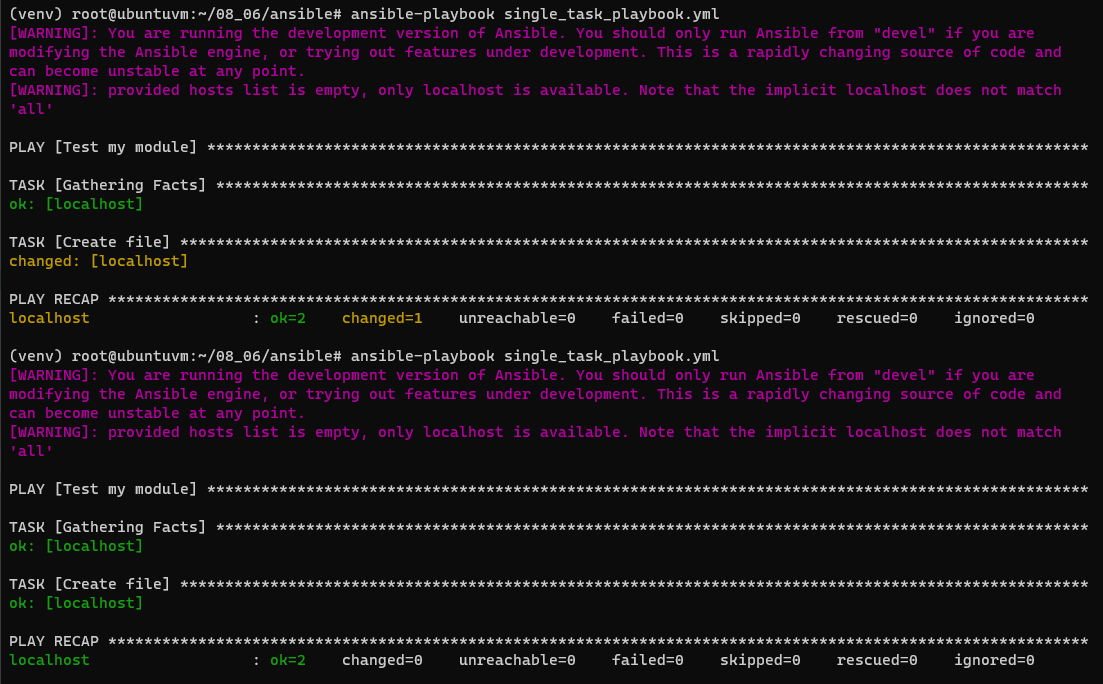 (venv) root@ubuntuvm:~/08_06/ansible# ansible-playbook single_task_playbook.yml
[WARNING]: You are running the development version of Ansible. You should only run Ansible from "devel" if you are
modifying the Ansible engine, or trying out features under development. This is a rapidly changing source of code and
can become unstable at any point.
[WARNING]: provided hosts list is empty, only localhost is available. Note that the implicit localhost does not match
'all'
PLAY [Test my module] **************************************************************************************************
TASK [Gathering Facts] *************************************************************************************************
ok: [localhost]
TASK [Create file] *****************************************************************************************************
changed: [localhost]
PLAY RECAP *************************************************************************************************************
localhost                  : ok=2    changed=1    unreachable=0    failed=0    skipped=0    rescued=0    ignored=0
(venv) root@ubuntuvm:~/08_06/ansible# ansible-playbook single_task_playbook.yml
[WARNING]: You are running the development version of Ansible. You should only run Ansible from "devel" if you are
modifying the Ansible engine, or trying out features under development. This is a rapidly changing source of code and
can become unstable at any point.
[WARNING]: provided hosts list is empty, only localhost is available. Note that the implicit localhost does not match
'all'
PLAY [Test my module] **************************************************************************************************
TASK [Gathering Facts] *************************************************************************************************
ok: [localhost]
TASK [Create file] *****************************************************************************************************
ok: [localhost]
PLAY RECAP *************************************************************************************************************
localhost                  : ok=2    changed=0    unreachable=0    failed=0    skipped=0    rescued=0    ignored=0